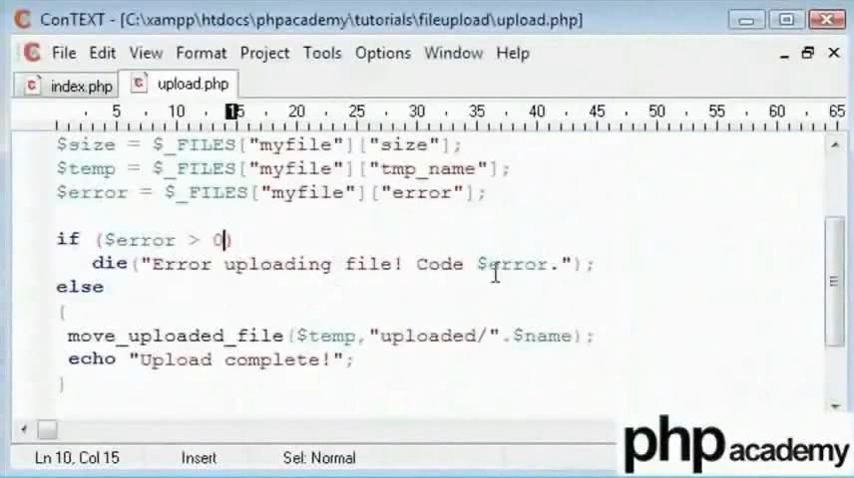 ConTEXT - [C:\xampp\htdocs\phpacademy\tutorials\fileupload\upload.php]
File Edit View Format Project Tools Options Window Help
index.php upload.php
5 10 15 20 25 30 35 40 45 50 55 60 65
$size = $_FILES["myfile"]["size"];
$temp = $_FILES["myfile"]["tmp_name"];
$error = $_FILES["myfile"]["error"];
if ($error > 0)
die("Error uploading file! Code $error.");
else
{
move_uploaded_file($temp,"uploaded/".$name);
echo "Upload complete!";
}
Ln 10, Col 15 Insert Sel: Normal
php academy